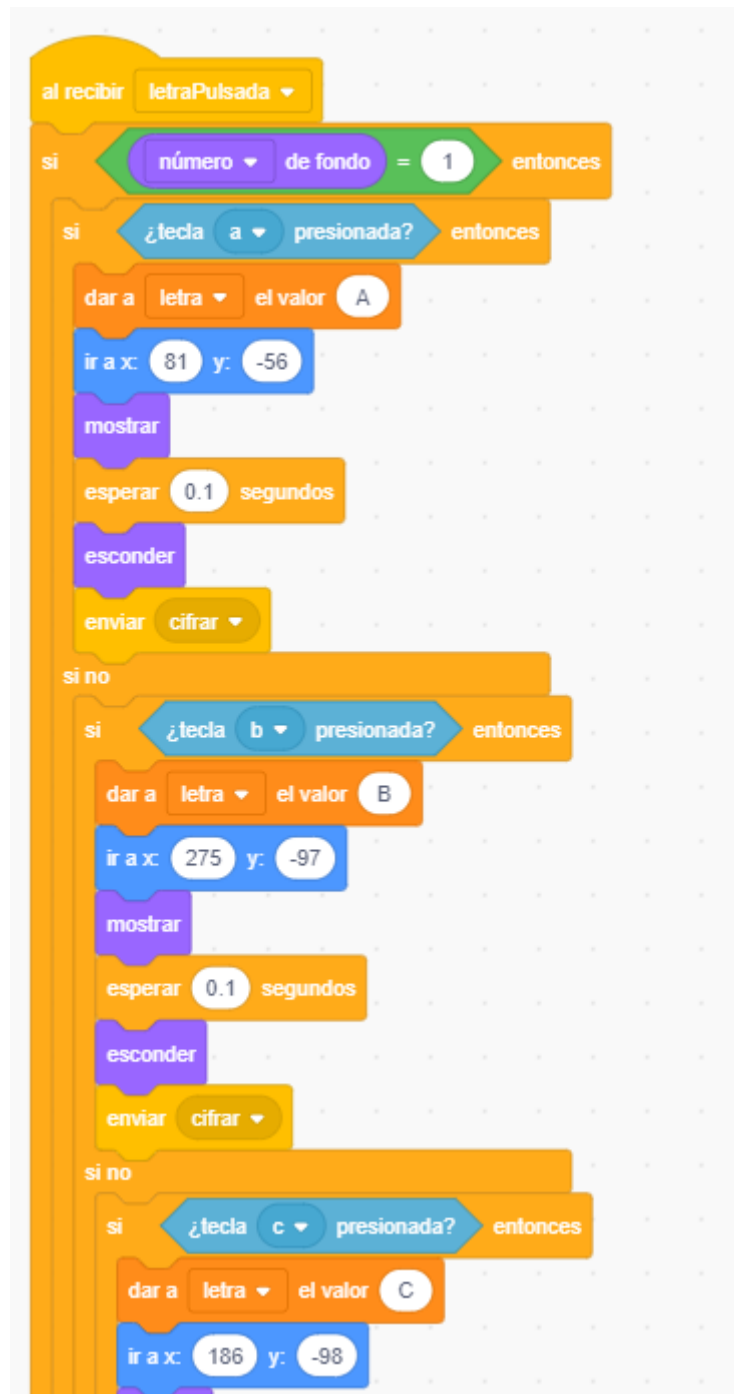 al recibir letraPulsada
si número de fondo = 1 entonces
si ¿tecla a presionada? entonces
dar a letra el valor A
ir a x: 81 y: -56
mostrar
esperar 0.1 segundos
esconder
enviar cifrar
si no
si ¿tecla b presionada? entonces
dar a letra el valor B
ir a x: 275 y: -97
mostrar
esperar 0.1 segundos
esconder
enviar cifrar
si no
si ¿tecla c presionada? entonces
dar a letra el valor C
ir a x: 186 y: -98